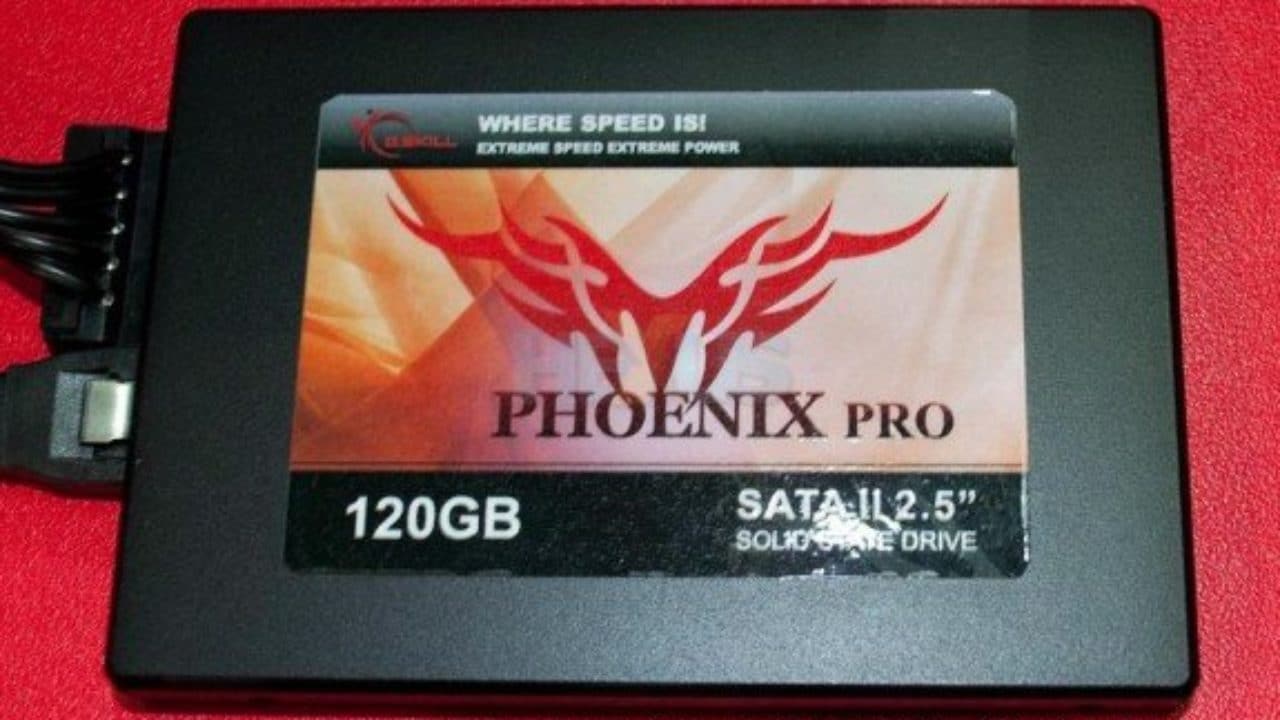 G.SKILL
WHERE SPEED IS!
EXTREME SPEED EXTREME POWER
PHOENIX PRO
120GB
SATA II 2.5”
SOLID STATE DRIVE